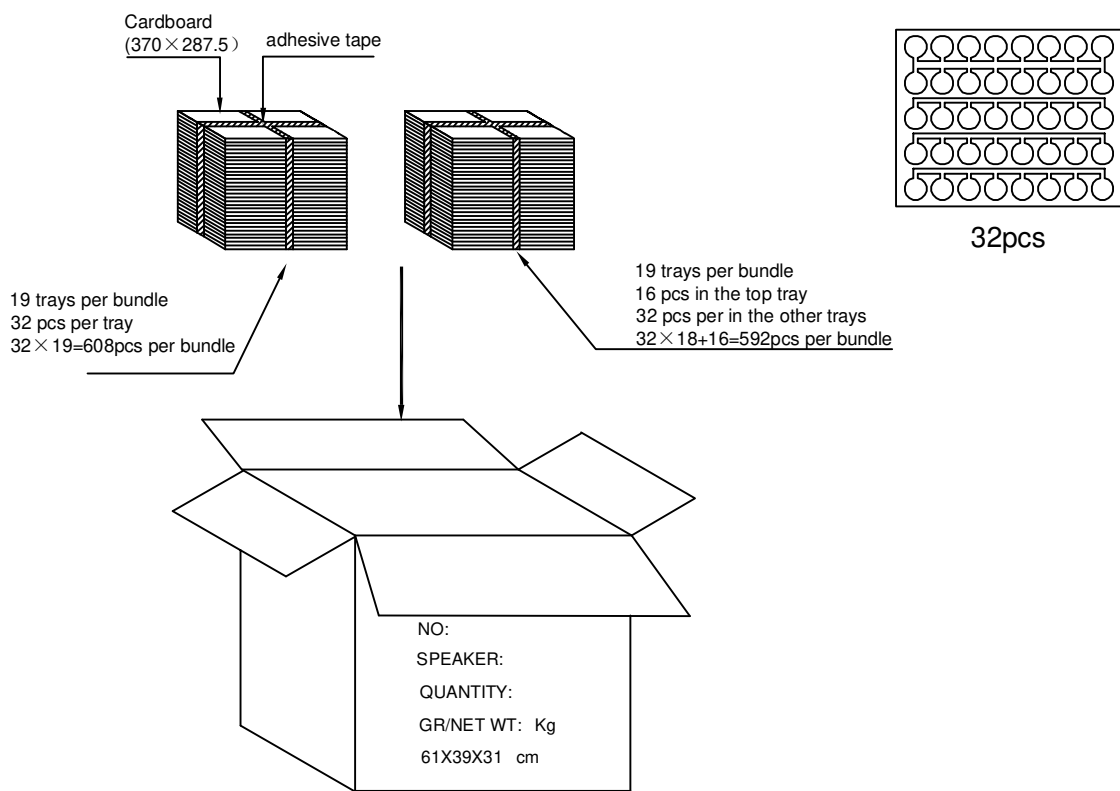 Cardboard
(370×287.5）
adhesive tape
32pcs
19 trays per bundle
32 pcs per tray
32×19=608pcs per bundle
19 trays per bundle
16 pcs in the top tray
32 pcs per in the other trays
32×18+16=592pcs per bundle
NO:
SPEAKER:
QUANTITY:
GR/NET WT: Kg
61X39X31 cm